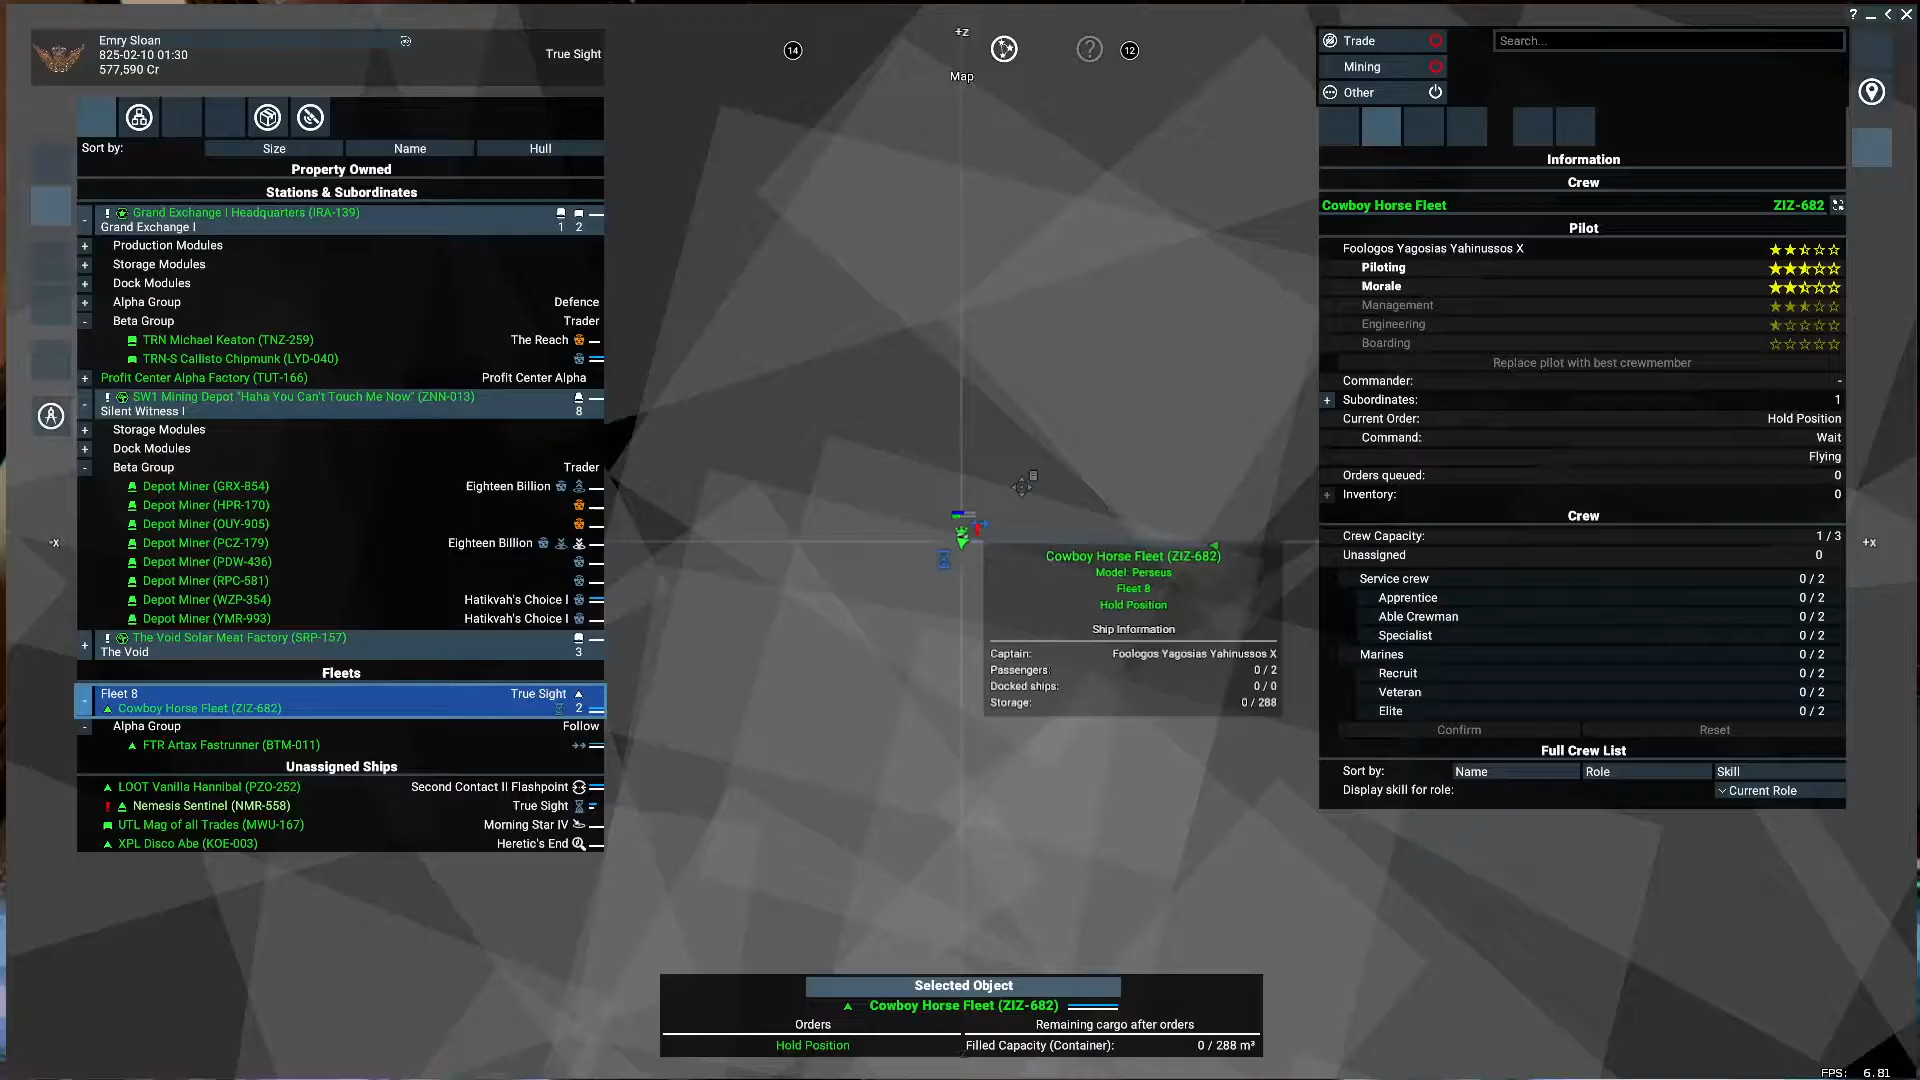 Emry Sloan
825-02-10 01:30
577,590 Cr
True Sight
Sort by:
Size
Name
Hull
Property Owned
Stations & Subordinates
! Grand Exchange I Headquarters (IRA-139)
Grand Exchange I
1 2
+ Production Modules
+ Storage Modules
+ Dock Modules
+ Alpha Group
Defence
- Beta Group
Trader
TRN Michael Keaton (TNZ-259)
The Reach
TRN-S Callisto Chipmunk (LYD-040)
+ Profit Center Alpha Factory (TUT-166)
Profit Center Alpha
- ! SW1 Mining Depot "Haha You Can't Touch Me Now" (ZNN-013)
Silent Witness I
8
+ Storage Modules
+ Dock Modules
- Beta Group
Trader
Depot Miner (GRX-854)
Eighteen Billion
Depot Miner (HPR-170)
Depot Miner (OUY-905)
Depot Miner (PCZ-179)
Eighteen Billion
Depot Miner (PDW-436)
Depot Miner (RPC-581)
Depot Miner (WZP-354)
Hatikvah's Choice I
Depot Miner (YMR-993)
Hatikvah's Choice I
+ ! The Void Solar Meat Factory (SRP-157)
The Void
3
Fleets
Fleet 8
True Sight
- Cowboy Horse Fleet (ZIZ-682)
2
- Alpha Group
Follow
FTR Artax Fastrunner (BTM-011)
Unassigned Ships
LOOT Vanilla Hannibal (PZO-252)
Second Contact II Flashpoint
! Nemesis Sentinel (NMR-558)
True Sight
UTL Mag of all Trades (MWU-167)
Morning Star IV
XPL Disco Abe (KOE-003)
Heretic's End
14
+z
Map
?
12
-x
+x
Cowboy Horse Fleet (ZIZ-682)
Model: Perseus
Fleet 8
Hold Position
Ship Information
Captain:
Foologos Yagosias Yahinussos X
Passengers:
0 / 2
Docked ships:
0 / 0
Storage:
0 / 288
Selected Object
Cowboy Horse Fleet (ZIZ-682)
Orders
Remaining cargo after orders
Hold Position
Filled Capacity (Container):
0 / 288 m³
?
Trade
Mining
Other
Search...
Information
Crew
Cowboy Horse Fleet
ZIZ-682
Pilot
Foologos Yagosias Yahinussos X
Piloting
Morale
Management
Engineering
Boarding
Replace pilot with best crewmember
Commander:
-
+ Subordinates:
1
Current Order:
Hold Position
Command:
Wait
Flying
Orders queued:
0
+ Inventory:
0
Crew
Crew Capacity:
1 / 3
Unassigned
0
Service crew
0 / 2
Apprentice
0 / 2
Able Crewman
0 / 2
Specialist
0 / 2
Marines
0 / 2
Recruit
0 / 2
Veteran
0 / 2
Elite
0 / 2
Confirm
Reset
Full Crew List
Sort by:
Name
Role
Skill
Display skill for role:
Current Role
FPS: 6.81